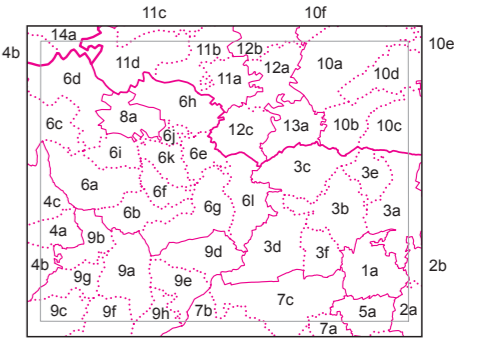 11c 10f
14a
4b 11d 11b 12b 10e
6d 11a 12a 10a 10d
6h
6c 8a 6j 12c 13a 10b 10c
6i 6k 6e
3c 3e
6a 6f
4c 6b 6g 6l 3b 3a
4a 9b
9d 3d 3f
4b 9g 9a 9e 1a 2b
7c
9c 9f 9h 7b 5a 2a
7a